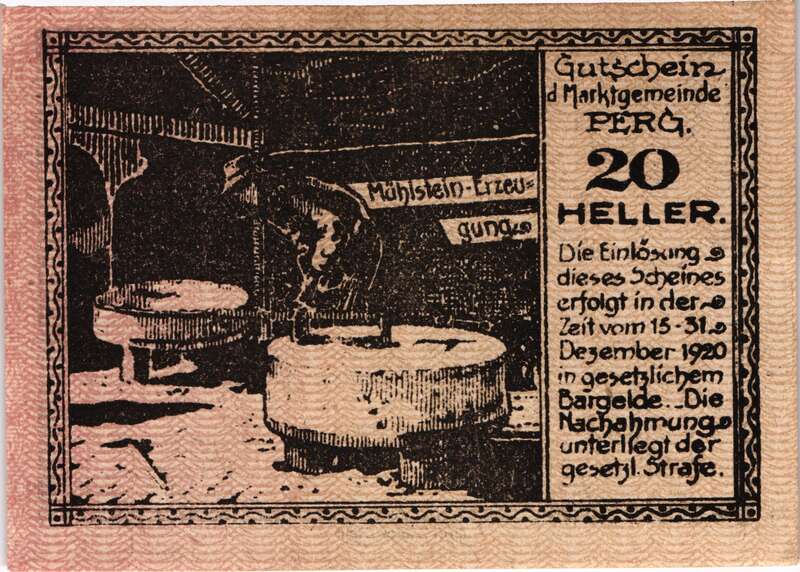 Mühlstein-Erzeu=
gung
Gutschein
d Marktgemeinde
PERG.
20
HELLER.
Die Einlösung
dieses Scheines
erfolgt in der
Zeit vom 15-31
Dezember 1920
in gesetzlichem
Bargelde. Die
Nachahmung
unterliegt der
gesetzl. Strafe.